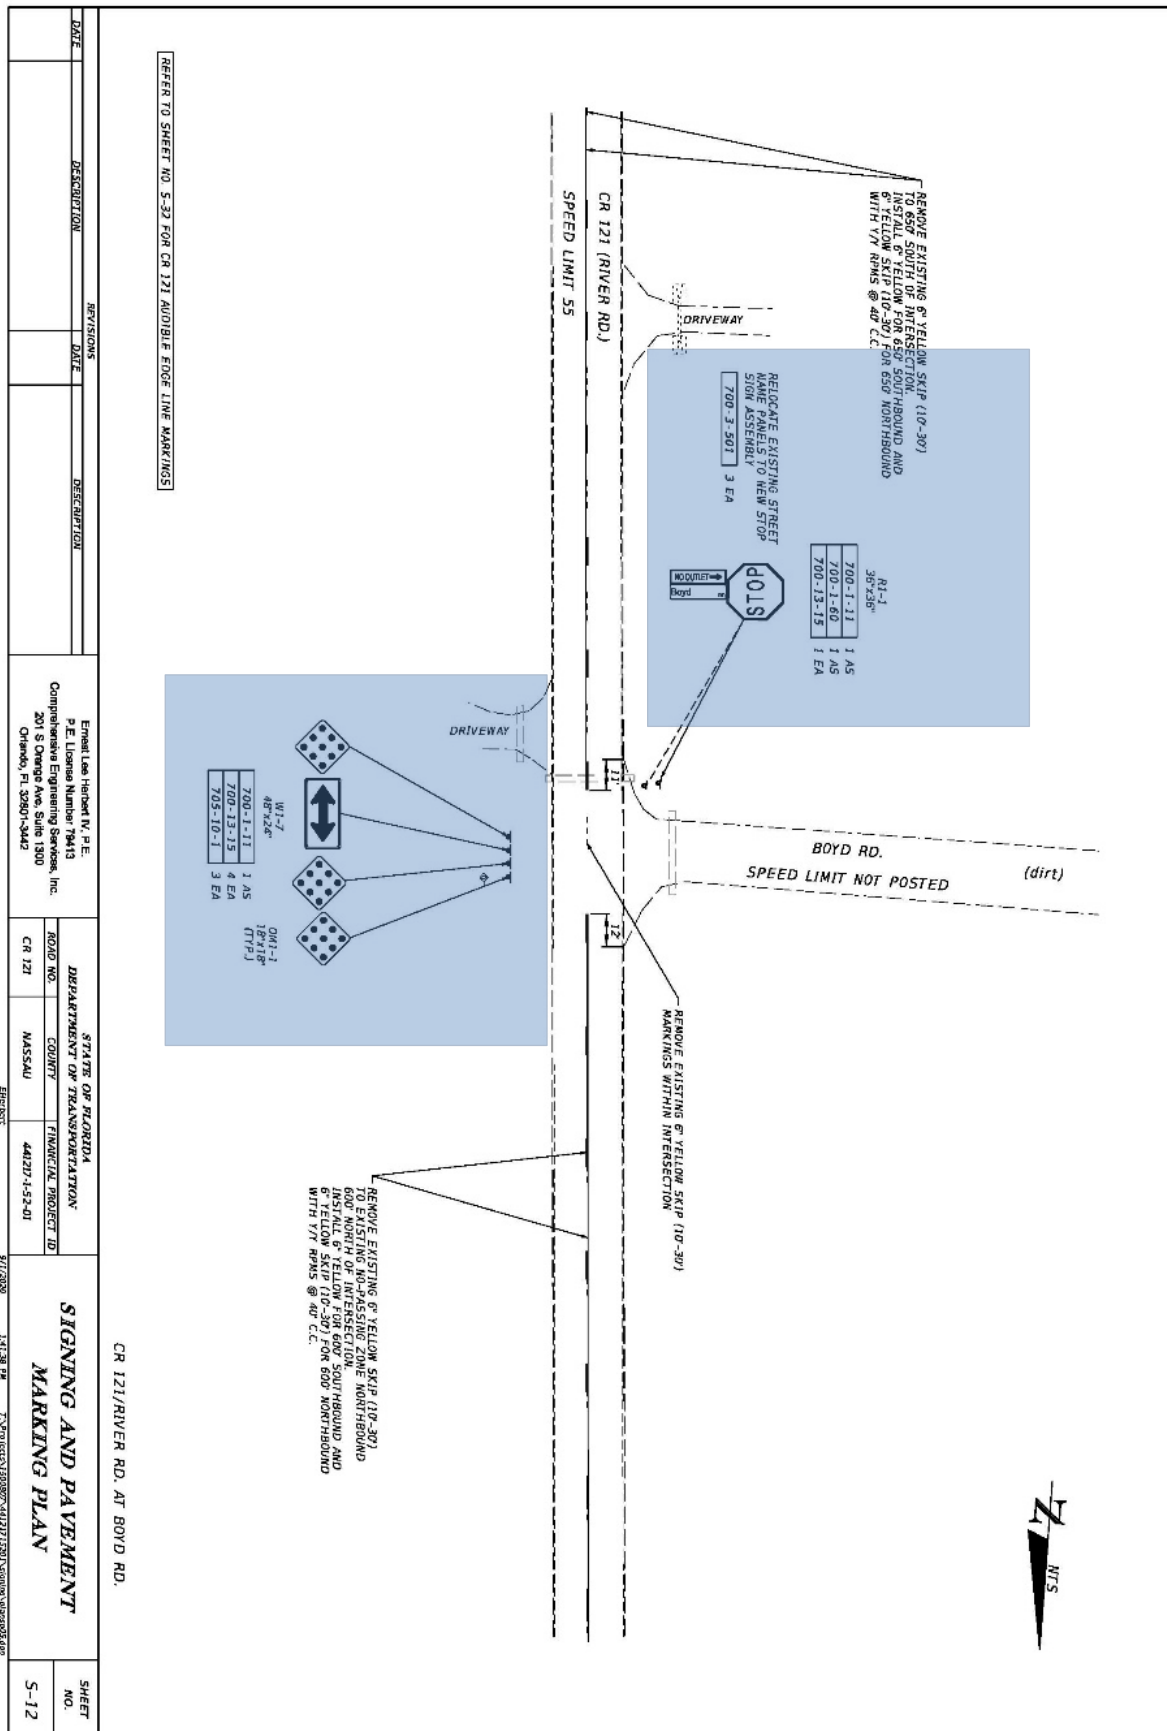 REMOVE EXISTING 6" YELLOW SKIP (10'-30')
TO 650' SOUTH OF INTERSECTION.
INSTALL 6" YELLOW FOR 650' SOUTHBOUND AND
6" YELLOW SKIP (10'-30') FOR 650' NORTHBOUND
WITH Y/Y RPMS @ 40' C.C.
R1-1
36"x36"
700-1-11 1 AS
700-1-60 1 AS
700-13-15 1 EA
RELOCATE EXISTING STREET
NAME PANELS TO NEW STOP
SIGN ASSEMBLY
700-3-501 3 EA
STOP
NO OUTLET
Boyd
DRIVEWAY
CR 121 (RIVER RD.)
SPEED LIMIT 55
BOYD RD.
SPEED LIMIT NOT POSTED
(dirt)
11'
12'
REMOVE EXISTING 6" YELLOW SKIP (10'-30')
MARKINGS WITHIN INTERSECTION
DRIVEWAY
W1-7
48"x24"
700-1-11 1 AS
700-13-15 4 EA
705-10-1 3 EA
OM1-1
18"x18"
(TYP.)
REMOVE EXISTING 6" YELLOW SKIP (10'-30')
TO EXISTING NO-PASSING ZONE NORTHBOUND
600' NORTH OF INTERSECTION.
INSTALL 6" YELLOW FOR 600' SOUTHBOUND AND
6" YELLOW SKIP (10'-30') FOR 600' NORTHBOUND
WITH Y/Y RPMS @ 40' C.C.
N
NTS
REFER TO SHEET NO. S-32 FOR CR 121 AUDIBLE EDGE LINE MARKINGS
CR 121/RIVER RD. AT BOYD RD.
REVISIONS
DATE DESCRIPTION DATE DESCRIPTION
Ernest Lee Herbert IV, P.E.
P.E. License Number 79413
Comprehensive Engineering Services, Inc.
201 S Orange Ave, Suite 1300
Orlando, FL 32801-3442
STATE OF FLORIDA
DEPARTMENT OF TRANSPORTATION
ROAD NO. COUNTY FINANCIAL PROJECT ID
CR 121 NASSAU 441217-1-52-01
SIGNING AND PAVEMENT
MARKING PLAN
SHEET
NO.
S-12
EHerbert 9/1/2020 1:41:38 PM